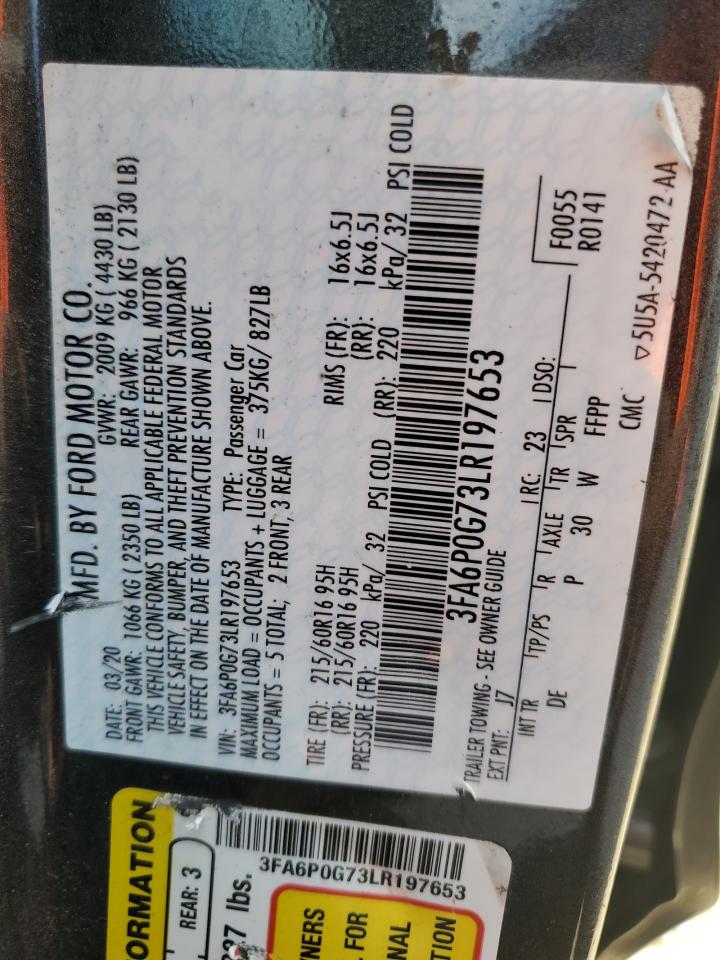 MFD. BY FORD MOTOR CO.
DATE: 03/20 GVWR: 2009 KG ( 4430 LB)
FRONT GAWR: 1066 KG ( 2350 LB) REAR GAWR: 966 KG ( 2130 LB)
THIS VEHICLE CONFORMS TO ALL APPLICABLE FEDERAL MOTOR
VEHICLE SAFETY, BUMPER, AND THEFT PREVENTION STANDARDS
IN EFFECT ON THE DATE OF MANUFACTURE SHOWN ABOVE.
VIN: 3FA6P0G73LR197653 TYPE: Passenger Car
MAXIMUM LOAD = OCCUPANTS + LUGGAGE = 375KG/ 827LB
OCCUPANTS = 5 TOTAL; 2 FRONT; 3 REAR
TIRE (FR): 215/60R16 95H RIMS (FR): 16x6.5J
(RR): 215/60R16 95H (RR): 16x6.5J
PRESSURE (FR): 220 kPa/ 32 PSI COLD (RR): 220 kPa/ 32 PSI COLD
3FA6P0G73LR197653
TRAILER TOWING - SEE OWNER GUIDE
EXT PNT: J7 RC: 23 DSO: F0055
R0141
INT TR TP/PS R AXLE TR SPR
DE P 30 W FFPP
CMC ▽5U5A-5420472-AA
ORMATION
REAR: 3
lbs.
3FA6P0G73LR197653
FOR